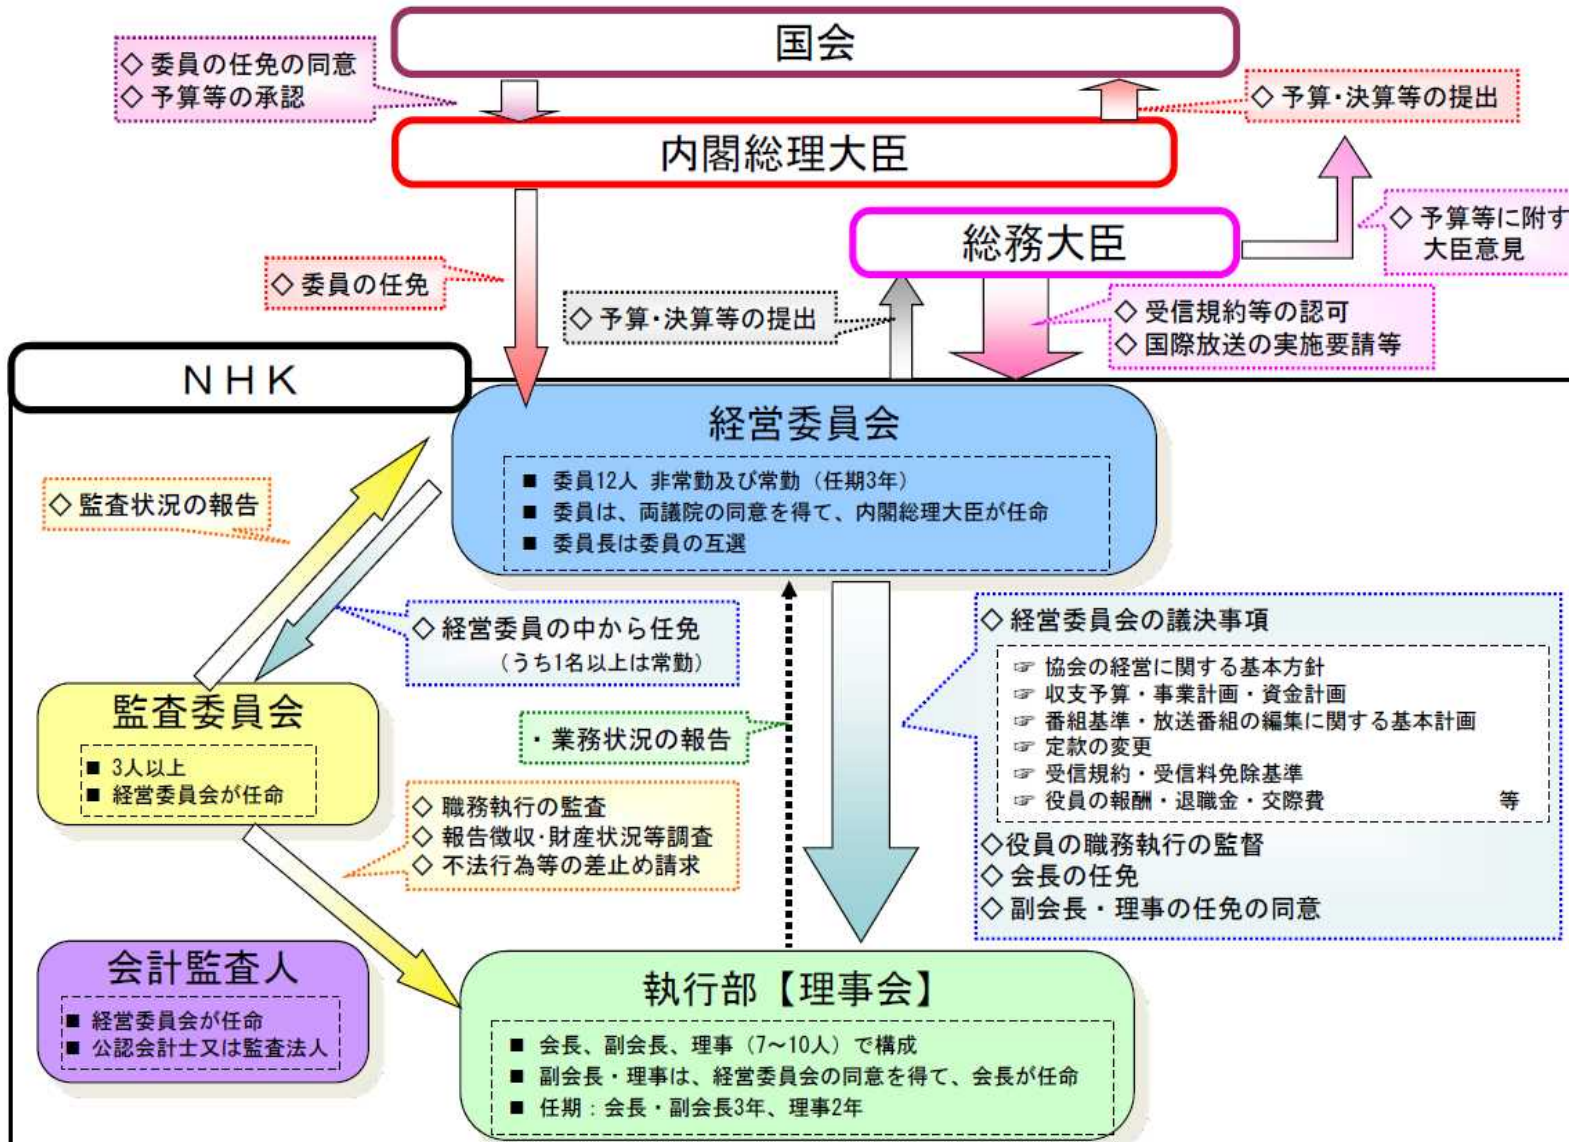 国会
◇ 委員の任免の同意
◇ 予算等の承認
◇ 予算・決算等の提出
内閣総理大臣
◇ 予算等に附す
大臣意見
総務大臣
◇ 委員の任免
◇ 予算・決算等の提出
◇ 受信規約等の認可
◇ 国際放送の実施要請等
NHK
経営委員会
■ 委員12人 非常勤及び常勤（任期3年）
■ 委員は、両議院の同意を得て、内閣総理大臣が任命
■ 委員長は委員の互選
◇ 監査状況の報告
◇ 経営委員の中から任免
（うち1名以上は常勤）
◇ 経営委員会の議決事項
☞ 協会の経営に関する基本方針
☞ 収支予算・事業計画・資金計画
☞ 番組基準・放送番組の編集に関する基本計画
☞ 定款の変更
☞ 受信規約・受信料免除基準
☞ 役員の報酬・退職金・交際費 等
◇役員の職務執行の監督
◇ 会長の任免
◇ 副会長・理事の任免の同意
監査委員会
■ 3人以上
■ 経営委員会が任命
・業務状況の報告
◇ 職務執行の監査
◇ 報告徴収・財産状況等調査
◇ 不法行為等の差止め請求
会計監査人
■ 経営委員会が任命
■ 公認会計士又は監査法人
執行部【理事会】
■ 会長、副会長、理事（7～10人）で構成
■ 副会長・理事は、経営委員会の同意を得て、会長が任命
■ 任期：会長・副会長3年、理事2年